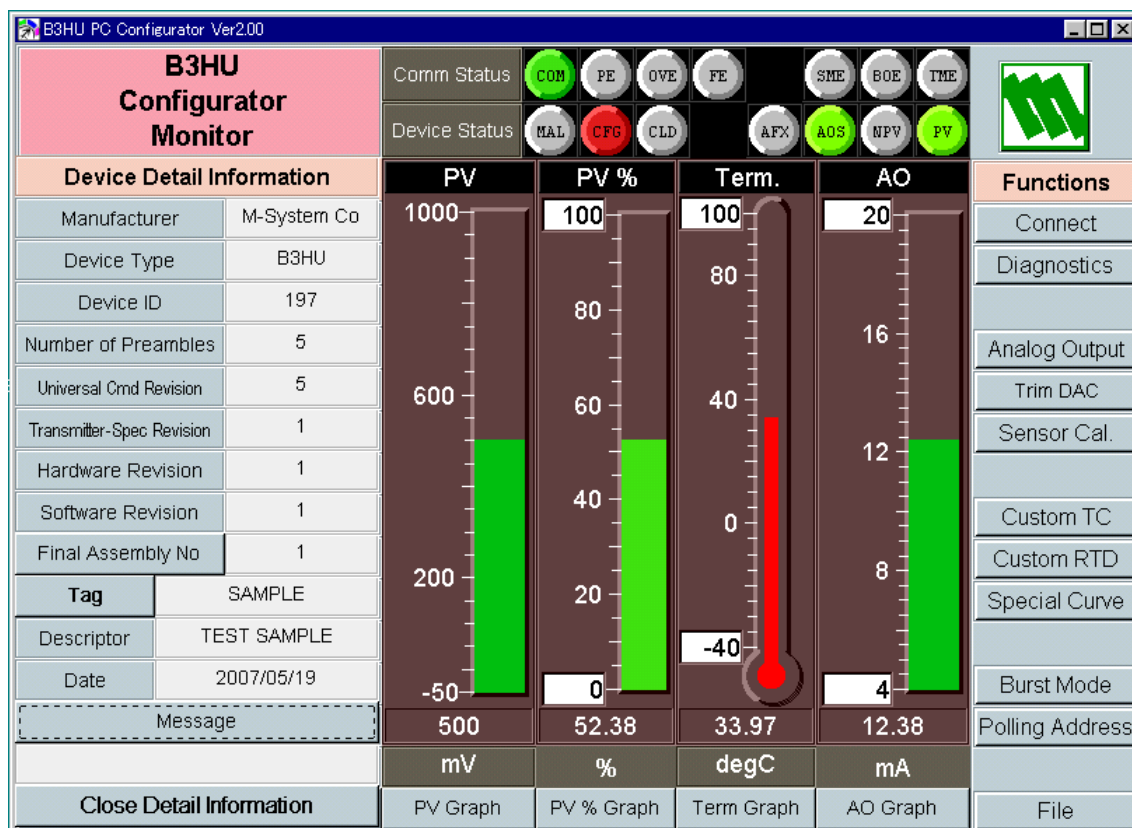 B3HU PC Configurator Ver2.00
B3HU
Configurator
Monitor
Comm Status
COM
PE
OVE
FE
SME
BOE
TME
Device Status
MAL
CFG
CLD
AFX
AOS
NPV
PV
Device Detail Information
Manufacturer
M-System Co
Device Type
B3HU
Device ID
197
Number of Preambles
5
Universal Cmd Revision
5
Transmitter-Spec Revision
1
Hardware Revision
1
Software Revision
1
Final Assembly No
1
Tag
SAMPLE
Descriptor
TEST SAMPLE
Date
2007/05/19
Message
Close Detail Information
PV
1000
600
200
-50
500
mV
PV Graph
PV %
100
80
60
40
20
0
52.38
%
PV % Graph
Term.
100
80
40
0
-40
33.97
degC
Term Graph
AO
20
16
12
8
4
12.38
mA
AO Graph
Functions
Connect
Diagnostics
Analog Output
Trim DAC
Sensor Cal.
Custom TC
Custom RTD
Special Curve
Burst Mode
Polling Address
File